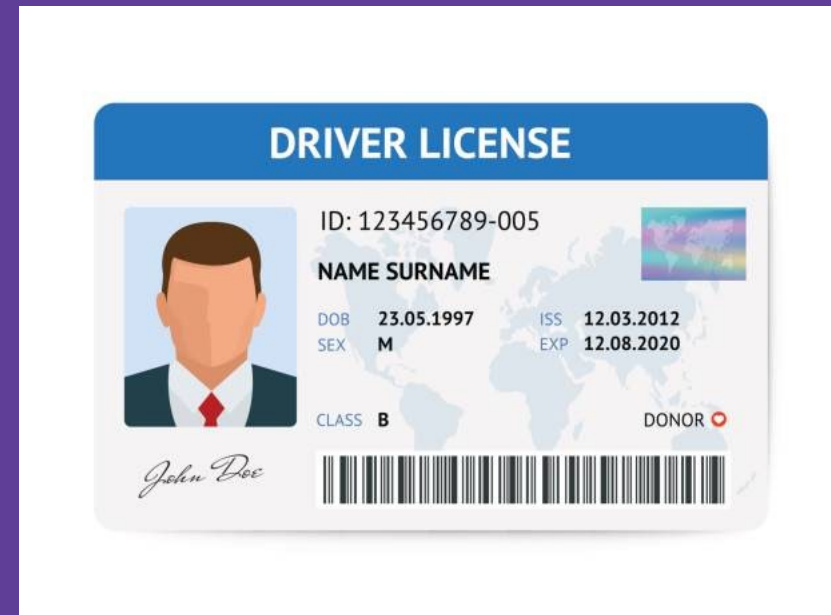 DRIVER LICENSE
ID: 123456789-005
NAME SURNAME
DOB 23.05.1997 ISS 12.03.2012
SEX M EXP 12.08.2020
CLASS B DONOR
John Doe